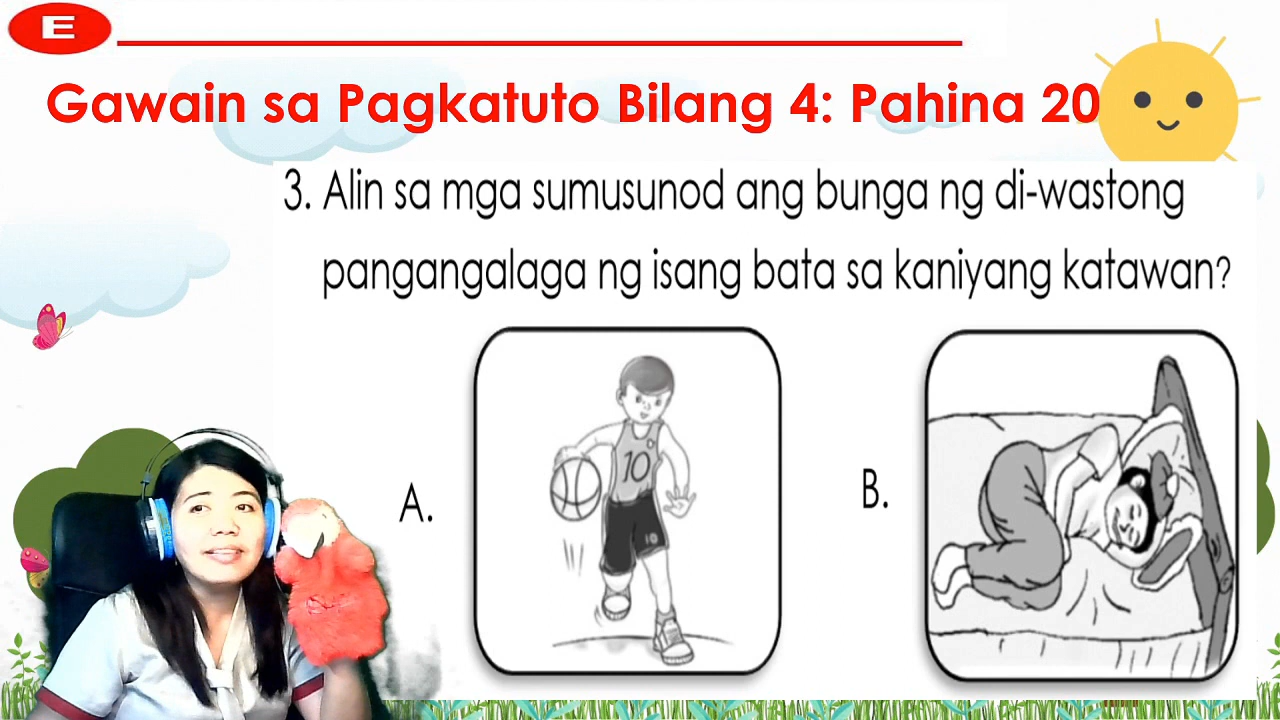 E
Gawain sa Pagkatuto Bilang 4: Pahina 20
3. Alin sa mga sumusunod ang bunga ng di-wastong
pangangalaga ng isang bata sa kaniyang katawan?
10
10
A.
B.